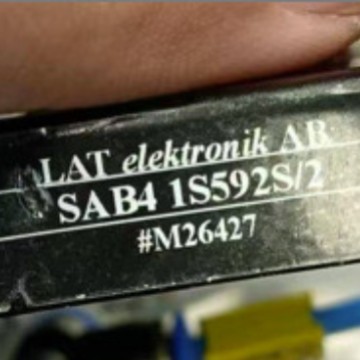 LAT elektronik AB
SAB4 1S592S/2
#M26427